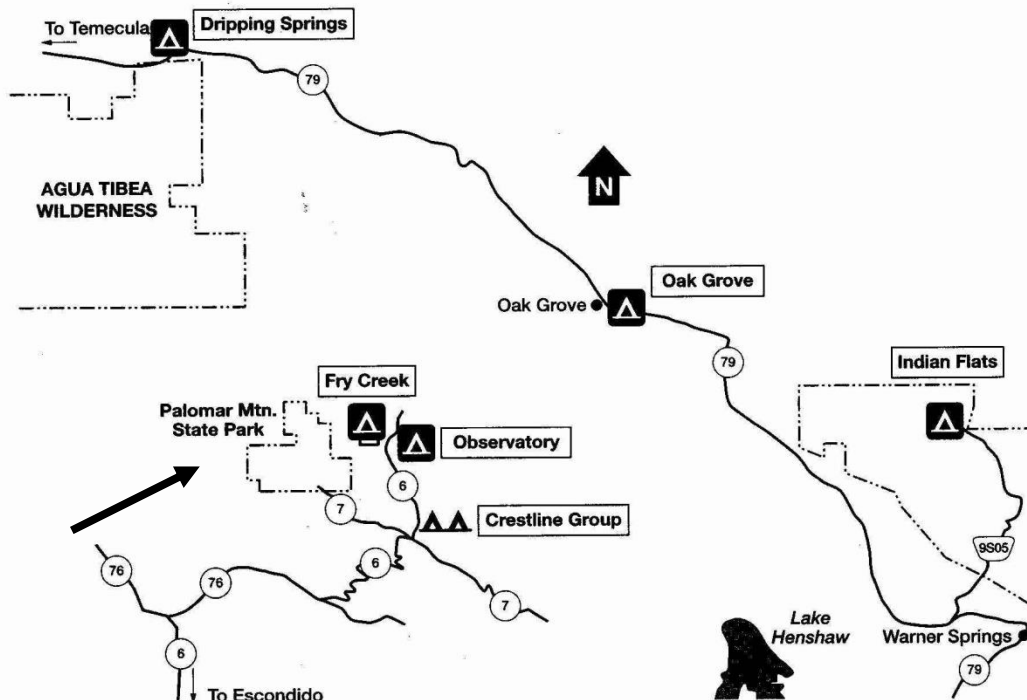 To Temecula
Dripping Springs
79
AGUA TIBEA
WILDERNESS
N
Oak Grove
Oak Grove
79
Indian Flats
Fry Creek
Palomar Mtn.
State Park
Observatory
6
7
Crestline Group
9S05
76
76
6
7
Lake
Henshaw
Warner Springs
6
79
To Escondido